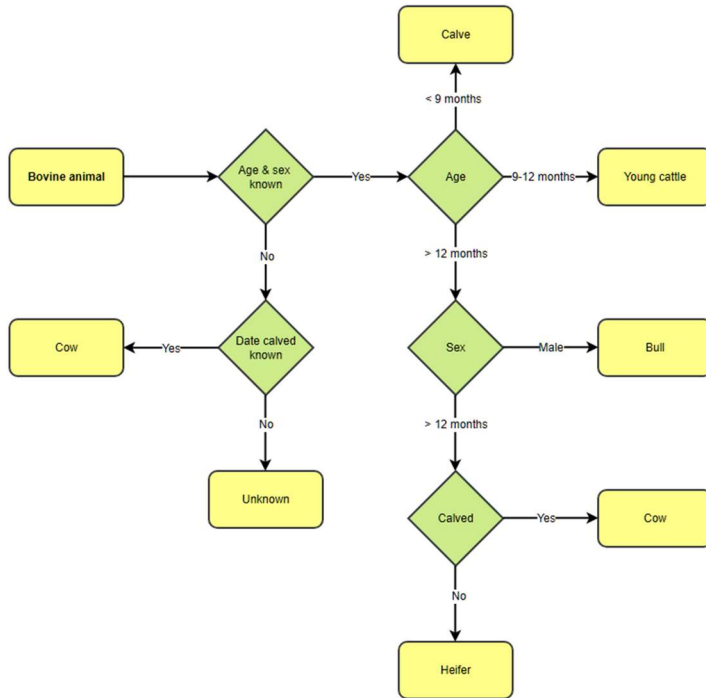 Calve
< 9 months
Bovine animal
Age & sex
known
Yes
Age
9-12 months
Young cattle
No
> 12 months
Cow
Yes
Date calved
known
Sex
Male
Bull
No
> 12 months
Unknown
Calved
Yes
Cow
No
Heifer